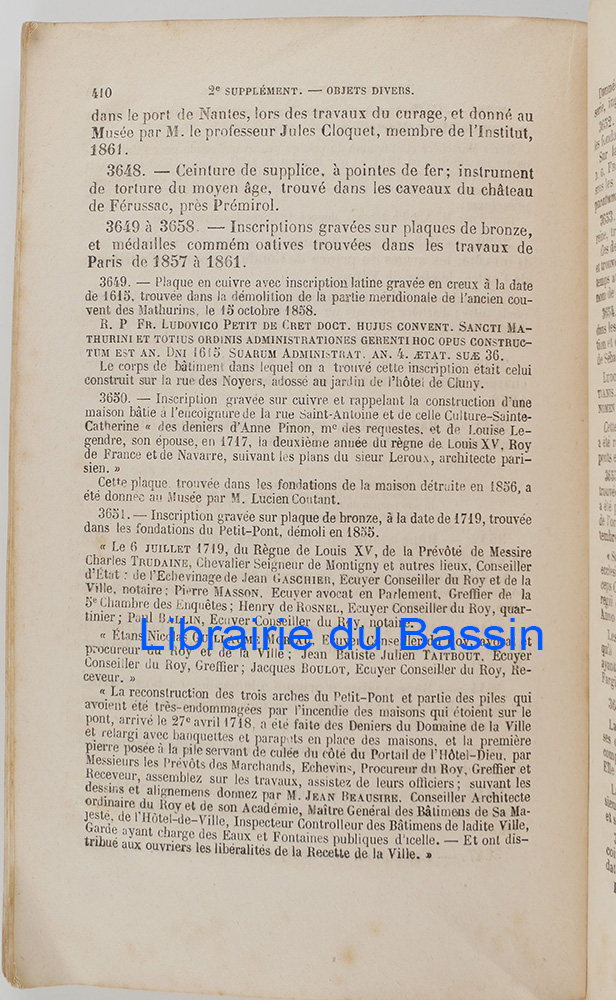 410 2e SUPPLÉMENT. — OBJETS DIVERS.
dans le port de Nantes, lors des travaux du curage, et donné au
Musée par M. le professeur Jules Cloquet, membre de l'Institut,
1861.
3648. — Ceinture de supplice, à pointes de fer; instrument
de torture du moyen âge, trouvé dans les caveaux du château
de Férussac, près Prémirol.
3649 à 3658. — Inscriptions gravées sur plaques de bronze,
et médailles commém oatives trouvées dans les travaux de
Paris de 1857 à 1861.
3649. — Plaque en cuivre avec inscription latine gravée en creux à la date
de 1615, trouvée dans la démolition de la partie méridionale de l'ancien cou-
vent des Mathurins, le 15 octobre 1858.
R. P FR. LUDOVICO PETIT DE CRET DOCT. HUJUS CONVENT. SANCTI MA-
THURINI ET TOTIUS ORDINIS ADMINISTRATIONES GERENTI HOC OPUS CONSTRUC-
TUM EST AN. DNI 1615 SUARUM ADMINISTRAT. AN. 4. ÆTAT. SUÆ 36.
Le corps de bâtiment dans lequel on a trouvé cette inscription était celui
construit sur la rue des Noyers, adossé au jardin de l'hôtel de Cluny.
3650. — Inscription gravée sur cuivre et rappelant la construction d'une
maison bâtie à l'encoignure de la rue Saint-Antoine et de celle Culture-Sainte-
Catherine « des deniers d'Anne Pinon, me des requestes, et de Louise Le-
gendre, son épouse, en 1717, la deuxième année du règne de Louis XV, Roy
de France et de Navarre, suivant les plans du sieur Leroux, architecte pari-
sien. »
Cette plaque trouvée dans les fondations de la maison détruite en 1856, a
été donnée au Musée par M. Lucien Coutant.
3651. — Inscription gravée sur plaque de bronze, à la date de 1719, trouvée
dans les fondations du Petit-Pont, démoli en 1855.
« Le 6 JUILLET 1719, du Règne de Louis XV, de la Prévôté de Messire
Charles TRUDAINE, Chevalier Seigneur de Montigny et autres lieux, Conseiller
d'État : de l'Echevinage de Jean GASCHIER, Ecuyer Conseiller du Roy et de la
Ville, notaire; Pierre MASSON, Ecuyer avocat en Parlement, Greffier de la
5e Chambre des Enquêtes; Henry de ROSNEL, Ecuyer Conseiller du Roy, quar-
tinier; Paul BALLIN, Ecuyer Conseiller du Roy, notaire.
« Étans Nicolas GUILLAUME MOREAU, Ecuyer Conseiller du Roy, avocat et
procureur du Roy et de la Ville; Jean Batiste Julien TAITBOUT, Ecuyer
Conseiller du Roy, Greffier; Jacques BOULOT, Ecuyer Conseiller du Roy, Re-
ceveur. »
Librairie du Bassin
« La reconstruction des trois arches du Petit-Pont et partie des piles qui
avoient été très-endommagées par l'incendie des maisons qui étoient sur le
pont, arrivé le 27e avril 1718, a été faite des Deniers du Domaine de la Ville
et relargi avec banquettes et parapets en place des maisons, et la première
pierre posée à la pile servant de culée du côté du Portail de l'Hôtel-Dieu, par
Messieurs les Prévôts des Marchands, Echevins, Procureur du Roy, Greffier et
Receveur, assemblez sur les travaux, assistez de leurs officiers; suivant les
dessins et alignemens donnez par M. JEAN BEAUSIRE, Conseiller Architecte
ordinaire du Roy et de son Académie, Maître Général des Bâtimens de Sa Ma-
jesté, de l'Hôtel-de-Ville, Inspecteur Controlleur des Bâtimens de ladite Ville,
Garde ayant charge des Eaux et Fontaines publiques d'icelle. — Et ont dis-
tribué aux ouvriers les libéralités de la Recette de la Ville. »